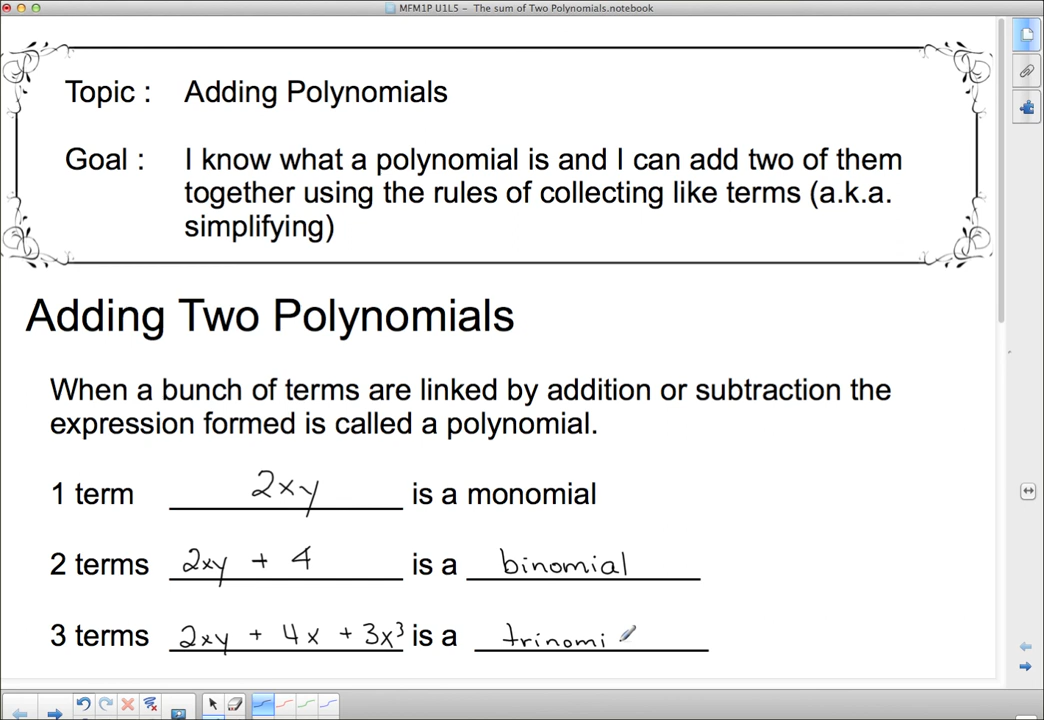 MFM1P U1L5 – The sum of Two Polynomials.notebook
Topic : Adding Polynomials
Goal : I know what a polynomial is and I can add two of them
together using the rules of collecting like terms (a.k.a.
simplifying)
Adding Two Polynomials
When a bunch of terms are linked by addition or subtraction the
expression formed is called a polynomial.
1 term 2xy is a monomial
2 terms 2xy + 4 is a binomial
3 terms 2xy + 4x + 3x³ is a trinomi